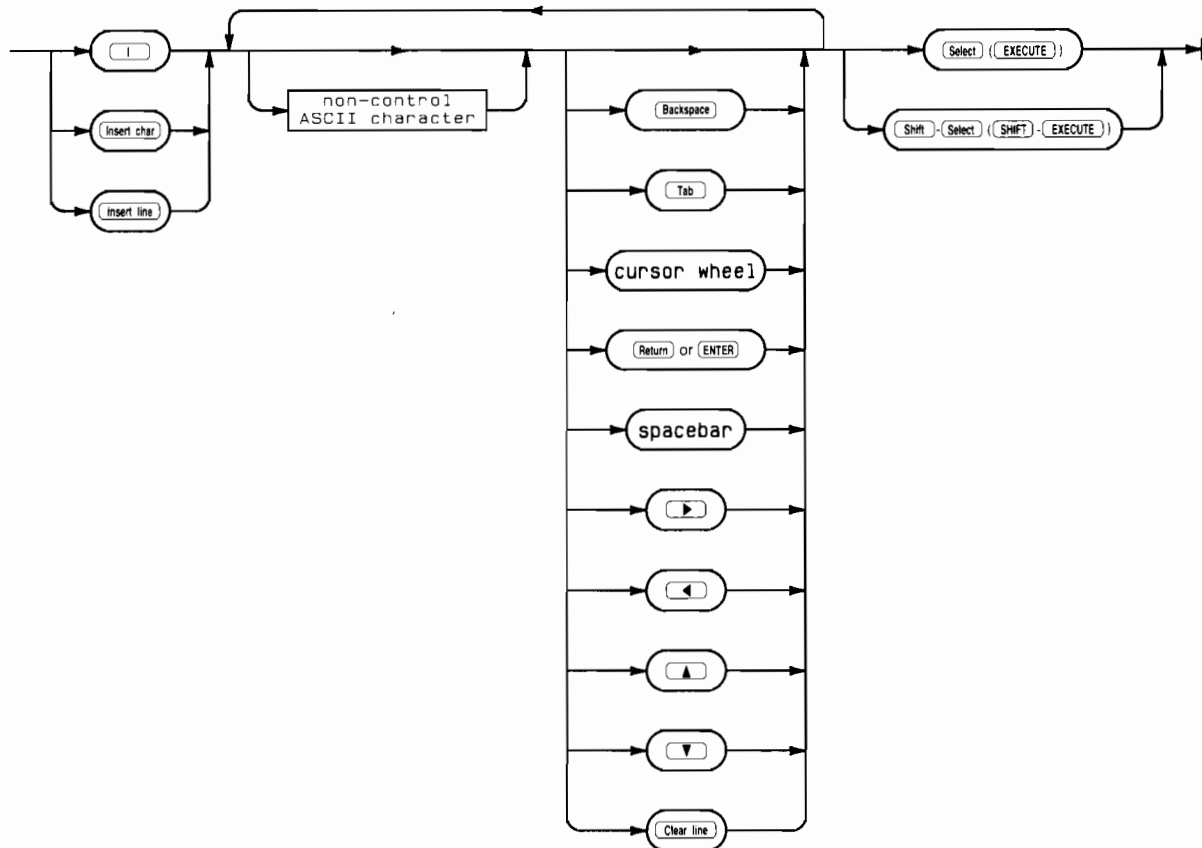 I
Insert char
Insert line
non-control
ASCII character
Backspace
Tab
cursor wheel
Return or ENTER
spacebar
Clear line
Select (EXECUTE)
Shift - Select (SHIFT - EXECUTE)